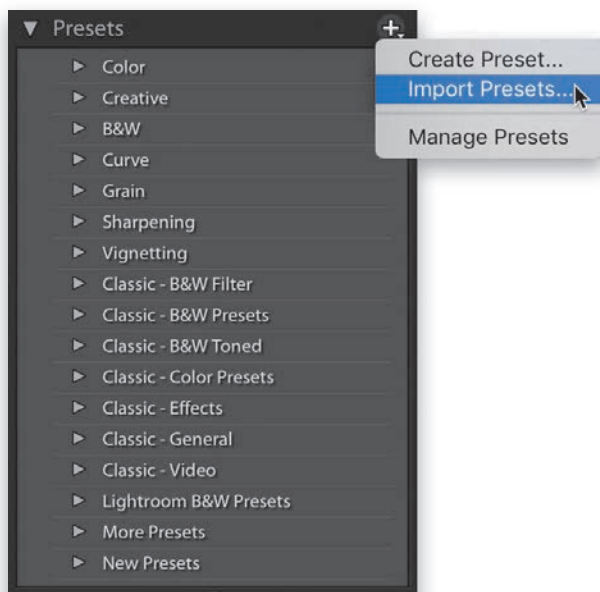 Presets
Create Preset...
Import Presets...
Manage Presets
Color
Creative
B&W
Curve
Grain
Sharpening
Vignetting
Classic - B&W Filter
Classic - B&W Presets
Classic - B&W Toned
Classic - Color Presets
Classic - Effects
Classic - General
Classic - Video
Lightroom B&W Presets
More Presets
New Presets